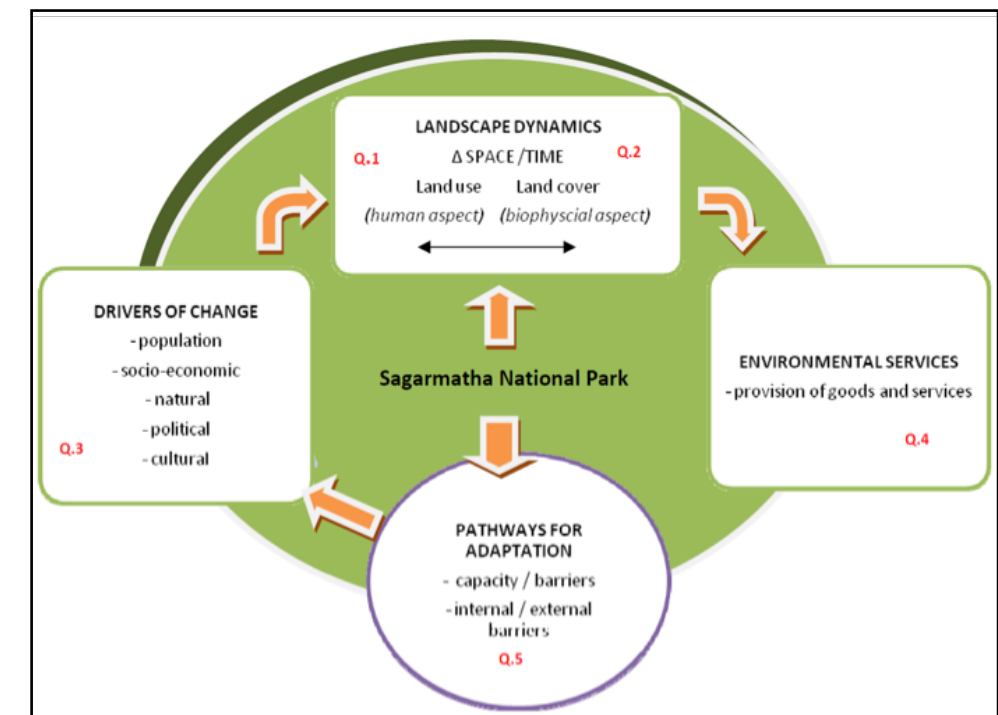 LANDSCAPE DYNAMICS
Q.1
Δ SPACE /TIME
Q.2
Land use Land cover
(human aspect) (biophyscial aspect)
DRIVERS OF CHANGE
- population
- socio-economic
- natural
- political
- cultural
Q.3
Sagarmatha National Park
ENVIRONMENTAL SERVICES
- provision of goods and services
Q.4
PATHWAYS FOR
ADAPTATION
- capacity / barriers
- internal / external
barriers
Q.5